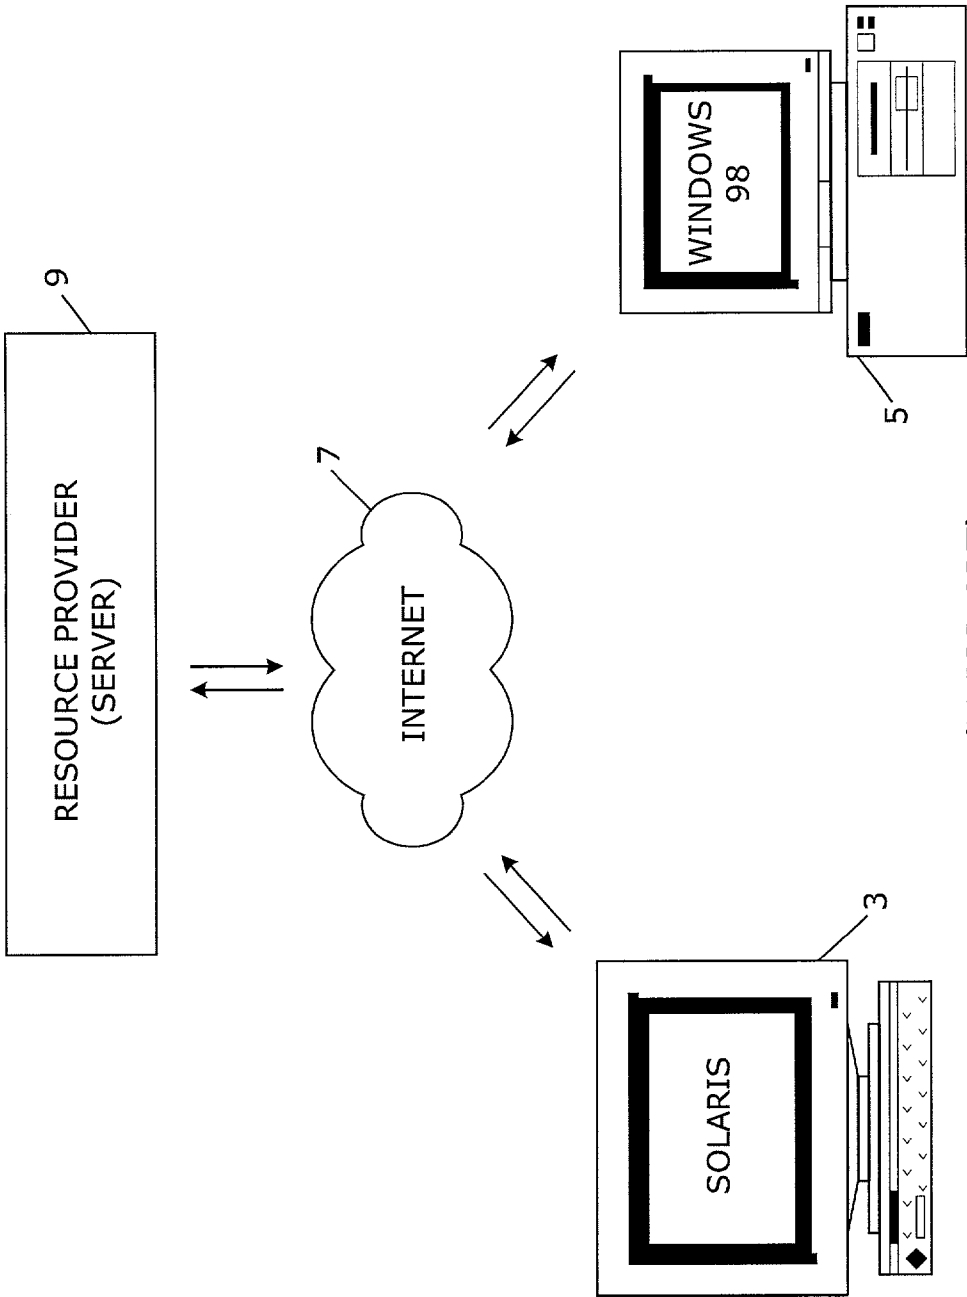 RESOURCE PROVIDER
(SERVER)
9
INTERNET
7
SOLARIS
3
WINDOWS
98
5